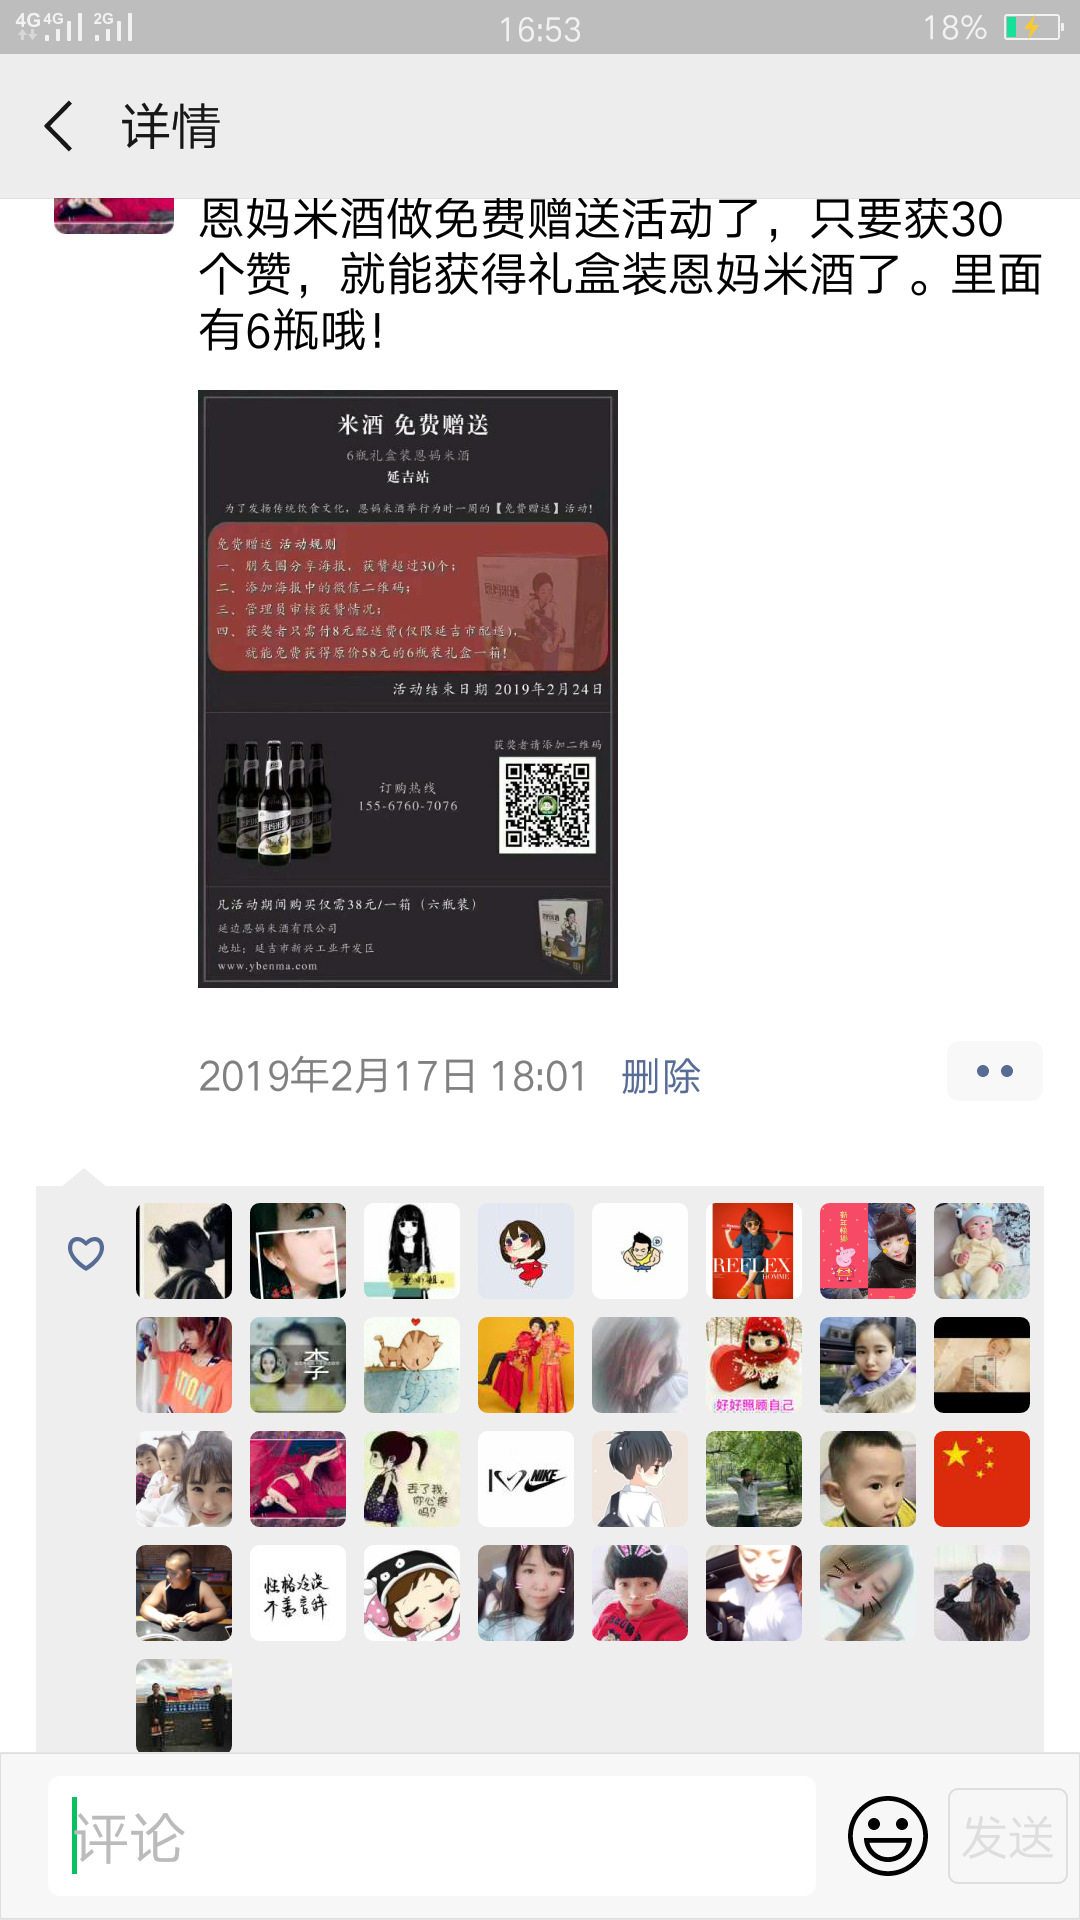 4G 4G 2G 16:53 18%
详情
恩妈米酒做免费赠送活动了，只要获30
个赞，就能获得礼盒装恩妈米酒了。里面
有6瓶哦！
米酒 免费赠送
6瓶礼盒装恩妈米酒
延吉站
为了发扬传统饮食文化，恩妈米酒举行为时一周的【免费赠送】活动！
免费赠送 活动规则
一、朋友圈分享海报，获赞超过30个；
二、添加海报中的微信二维码；
三、管理员审核获赞情况；
四、获奖者只需付8元配送费(仅限延吉市配送)，
就能免费获得原价58元的6瓶装礼盒一箱！
活动结束日期 2019年2月24日
获奖者请添加二维码
订购热线
155-6760-7076
凡活动期间购买仅需38元/一箱（六瓶装）
延边恩妈米酒有限公司
地址：延吉市新兴工业开发区
www.ybenma.com
2019年2月17日 18:01 删除
REFLEX
HOMME
李子
好好照顾自己
丢了我，
你心疼
吗？
NIKE
性格冷淡
不善言辞
评论
发送